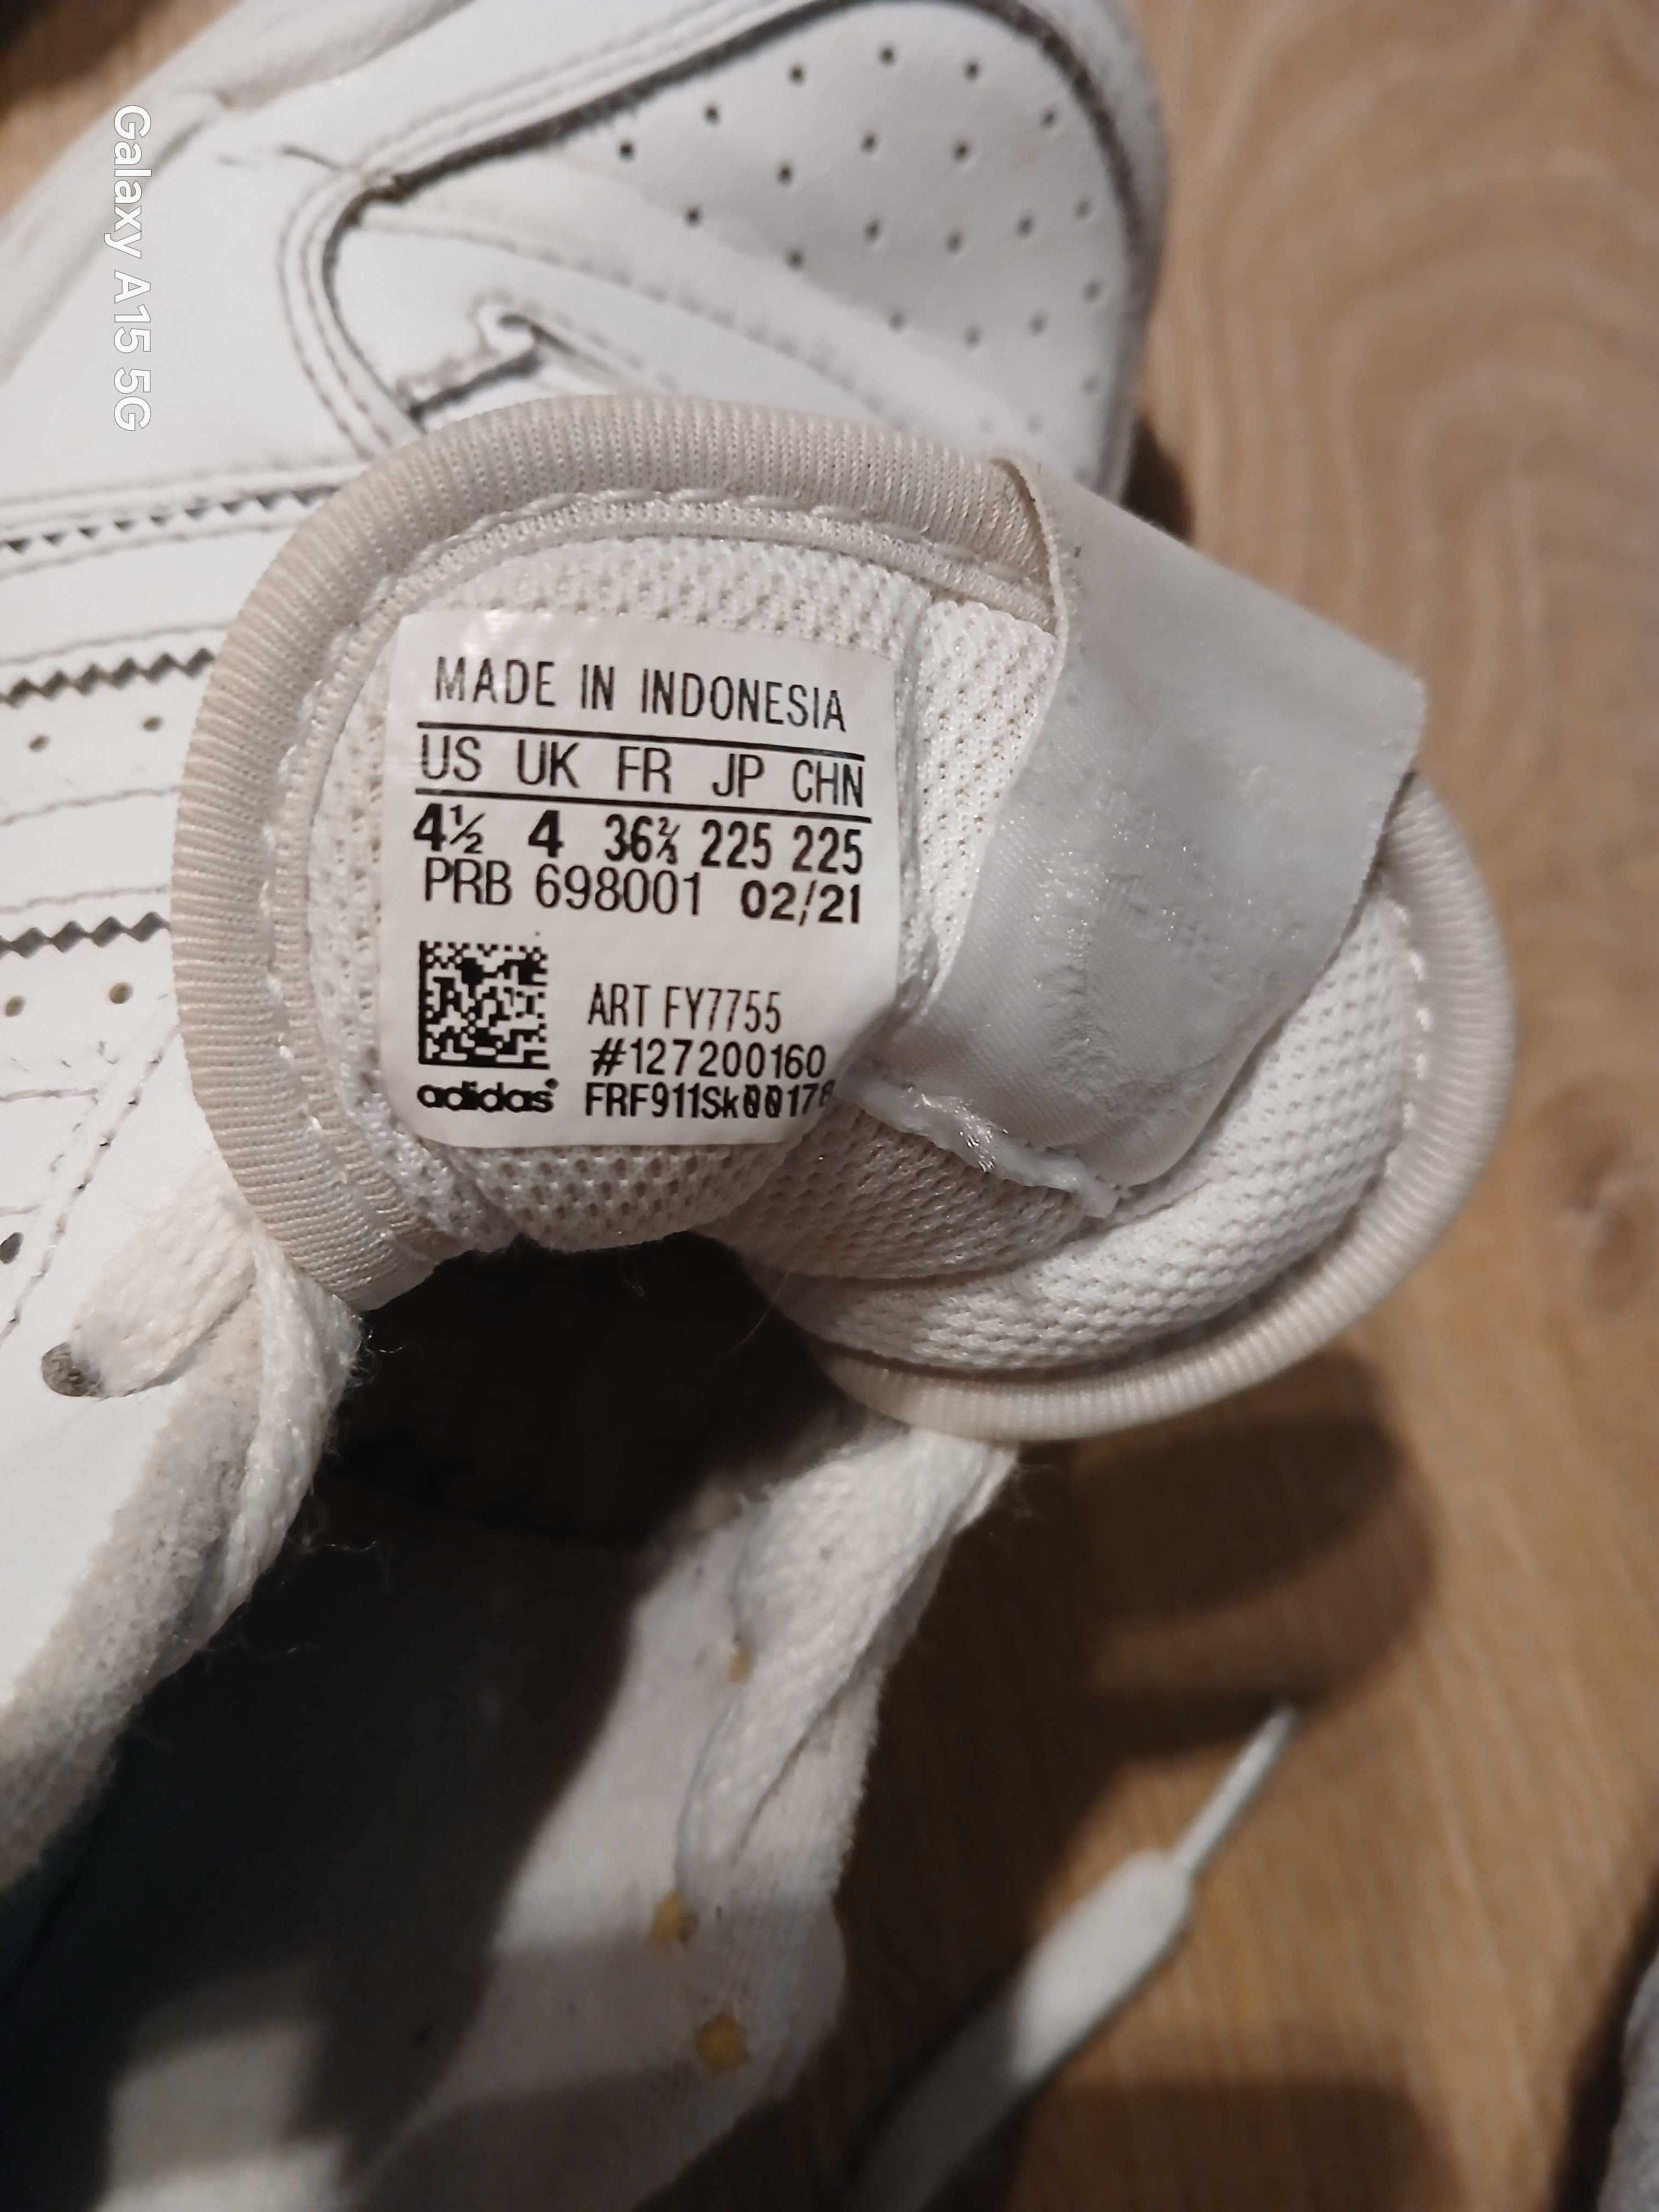 Galaxy A15 5G
MADE IN INDONESIA
US UK FR JP CHN
4½ 4 36⅔ 225 225
PRB 698001 02/21
ART FY7755
#127200160
adidas FRF911Sk00178